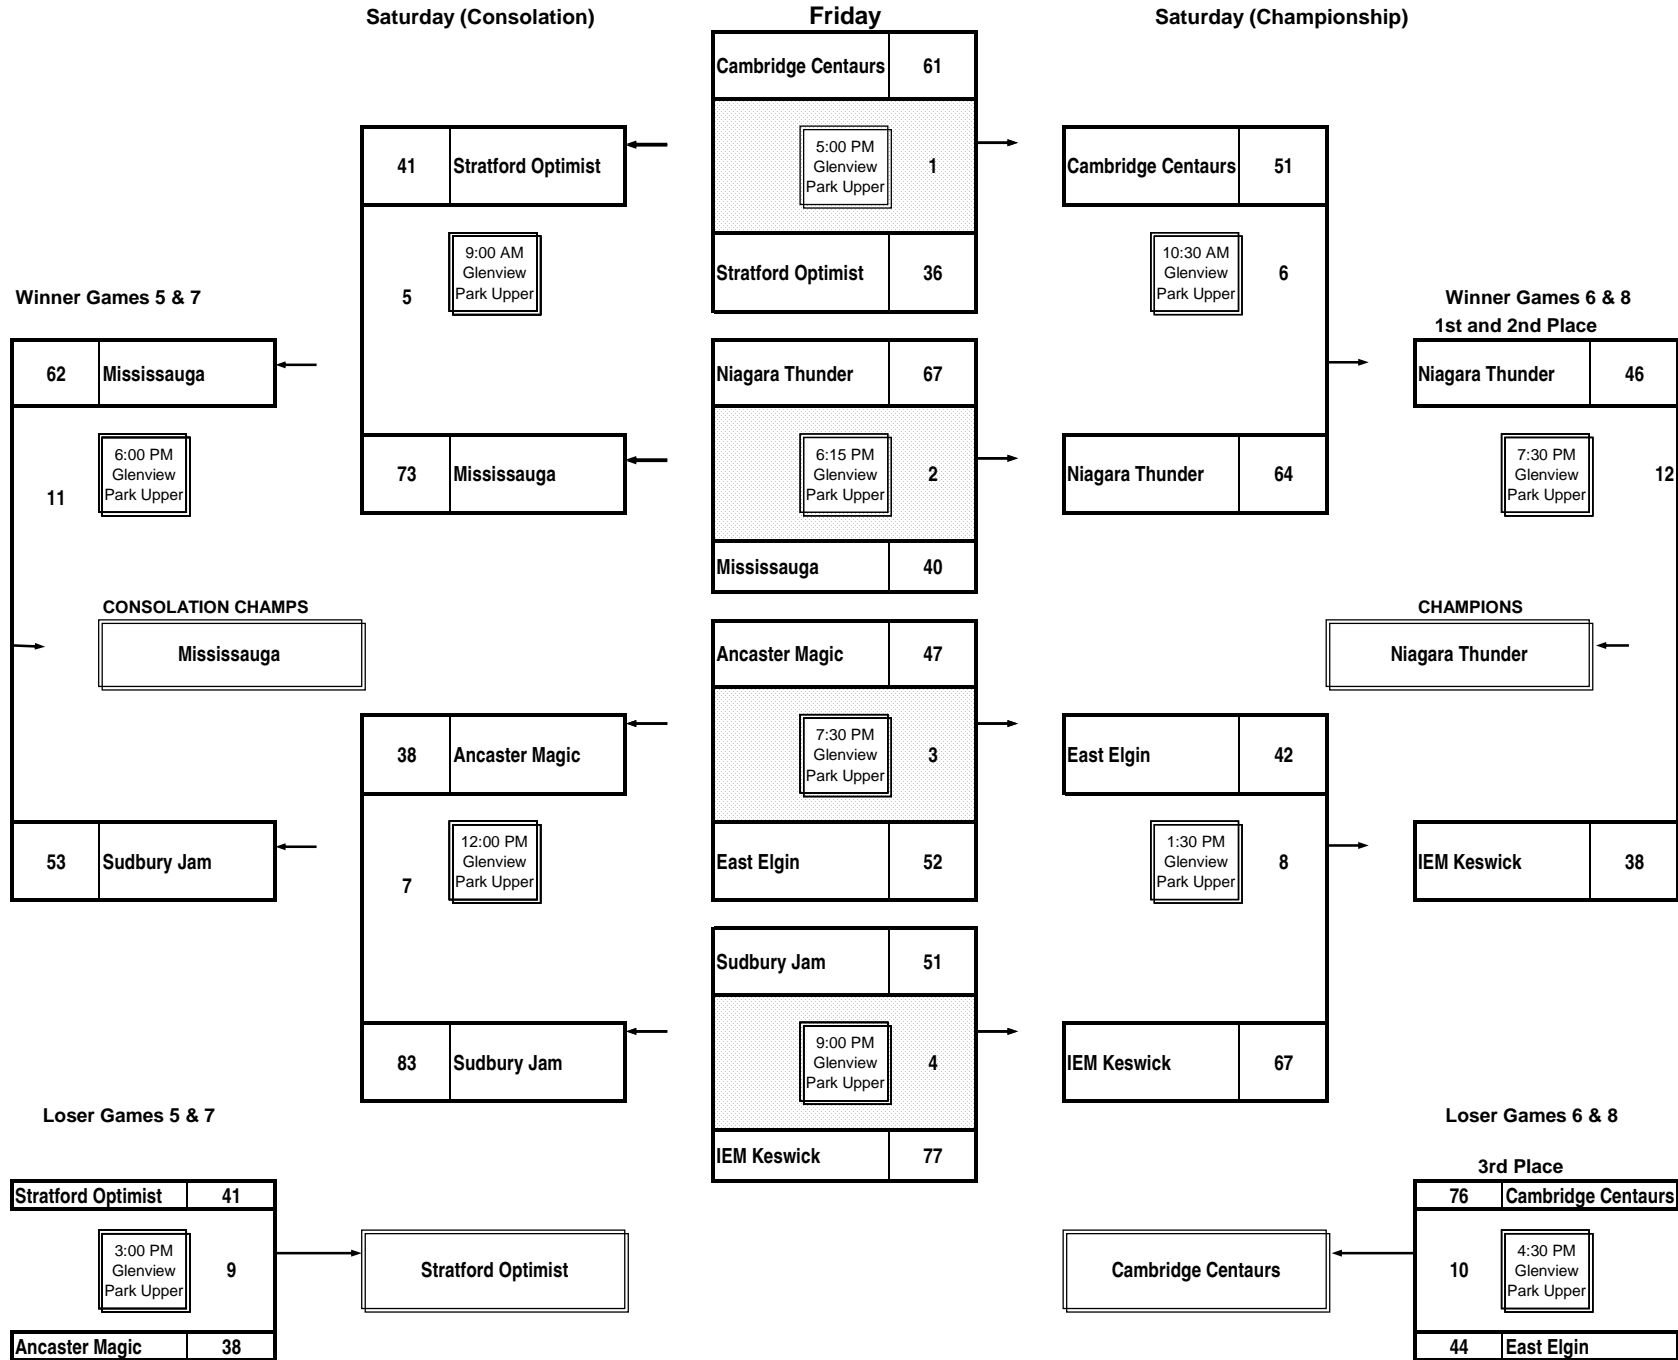 Saturday (Consolation)
Friday
Saturday (Championship)
Cambridge Centaurs 61
5:00 PM
Glenview
Park Upper
1
Stratford Optimist 36
41 Stratford Optimist
9:00 AM
Glenview
Park Upper
5
73 Mississauga
Cambridge Centaurs 51
10:30 AM
Glenview
Park Upper
6
Niagara Thunder 64
Winner Games 5 & 7
62 Mississauga
6:00 PM
Glenview
Park Upper
11
CONSOLATION CHAMPS
Mississauga
53 Sudbury Jam
Niagara Thunder 67
6:15 PM
Glenview
Park Upper
2
Mississauga 40
Winner Games 6 & 8
1st and 2nd Place
Niagara Thunder 46
7:30 PM
Glenview
Park Upper
12
CHAMPIONS
Niagara Thunder
IEM Keswick 38
Ancaster Magic 47
7:30 PM
Glenview
Park Upper
3
East Elgin 52
38 Ancaster Magic
12:00 PM
Glenview
Park Upper
7
83 Sudbury Jam
East Elgin 42
1:30 PM
Glenview
Park Upper
8
IEM Keswick 67
Sudbury Jam 51
9:00 PM
Glenview
Park Upper
4
IEM Keswick 77
Loser Games 5 & 7
Stratford Optimist 41
3:00 PM
Glenview
Park Upper
9
Ancaster Magic 38
Stratford Optimist
Loser Games 6 & 8
3rd Place
76 Cambridge Centaurs
10
4:30 PM
Glenview
Park Upper
44 East Elgin
Cambridge Centaurs